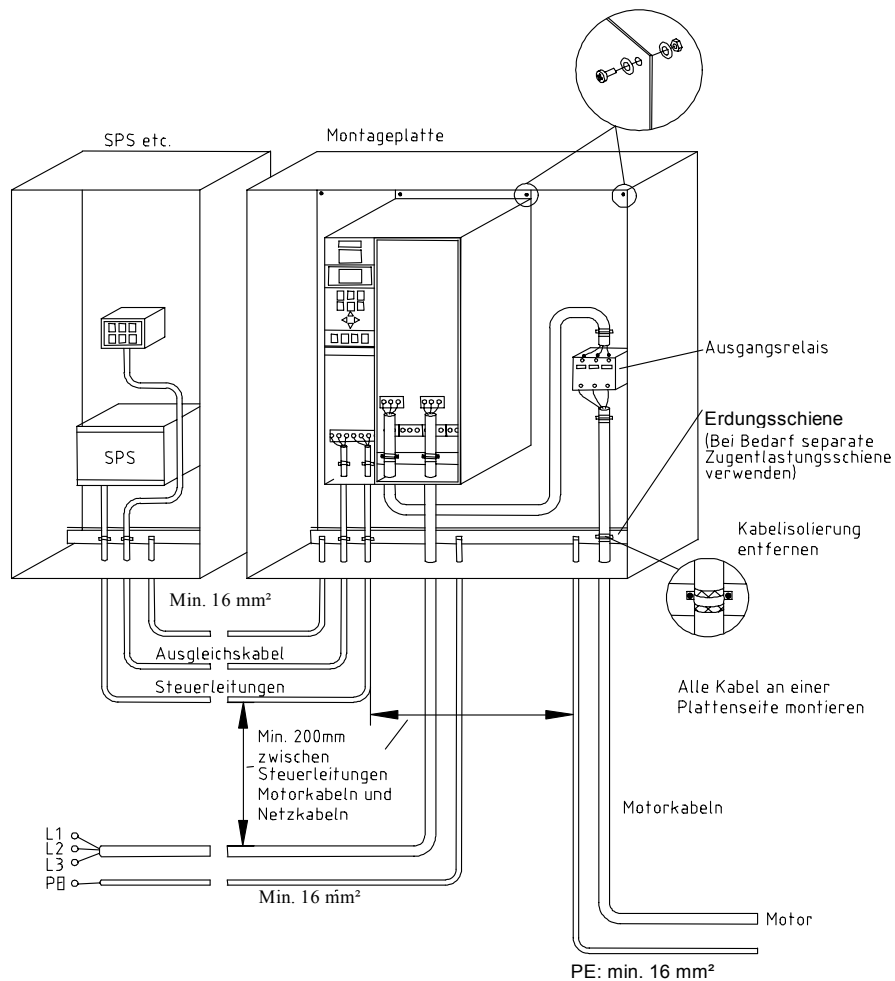 SPS etc.
Montageplatte
Ausgangsrelais
SPS
Erdungsschiene
(Bei Bedarf separate
Zugentlastungsschiene
verwenden)
Kabelisolierung
entfernen
Min. 16 mm²
Ausgleichskabel
Steuerleitungen
Alle Kabel an einer
Plattenseite montieren
Min. 200mm
zwischen
Steuerleitungen
Motorkabeln und
Netzkabeln
Motorkabeln
L1
L2
L3
PE
Min. 16 mm²
Motor
PE: min. 16 mm²